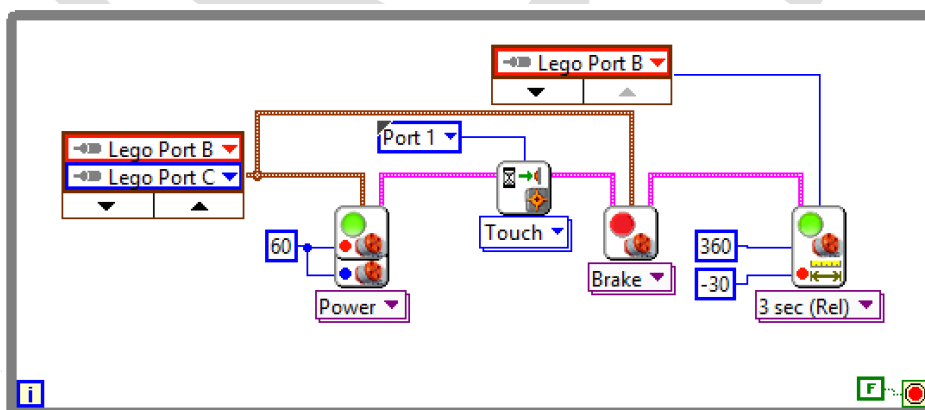 Lego Port B
Port 1
Lego Port B
Lego Port C
60
Touch
360
Brake
-30
Power
3 sec (Rel)
i
F